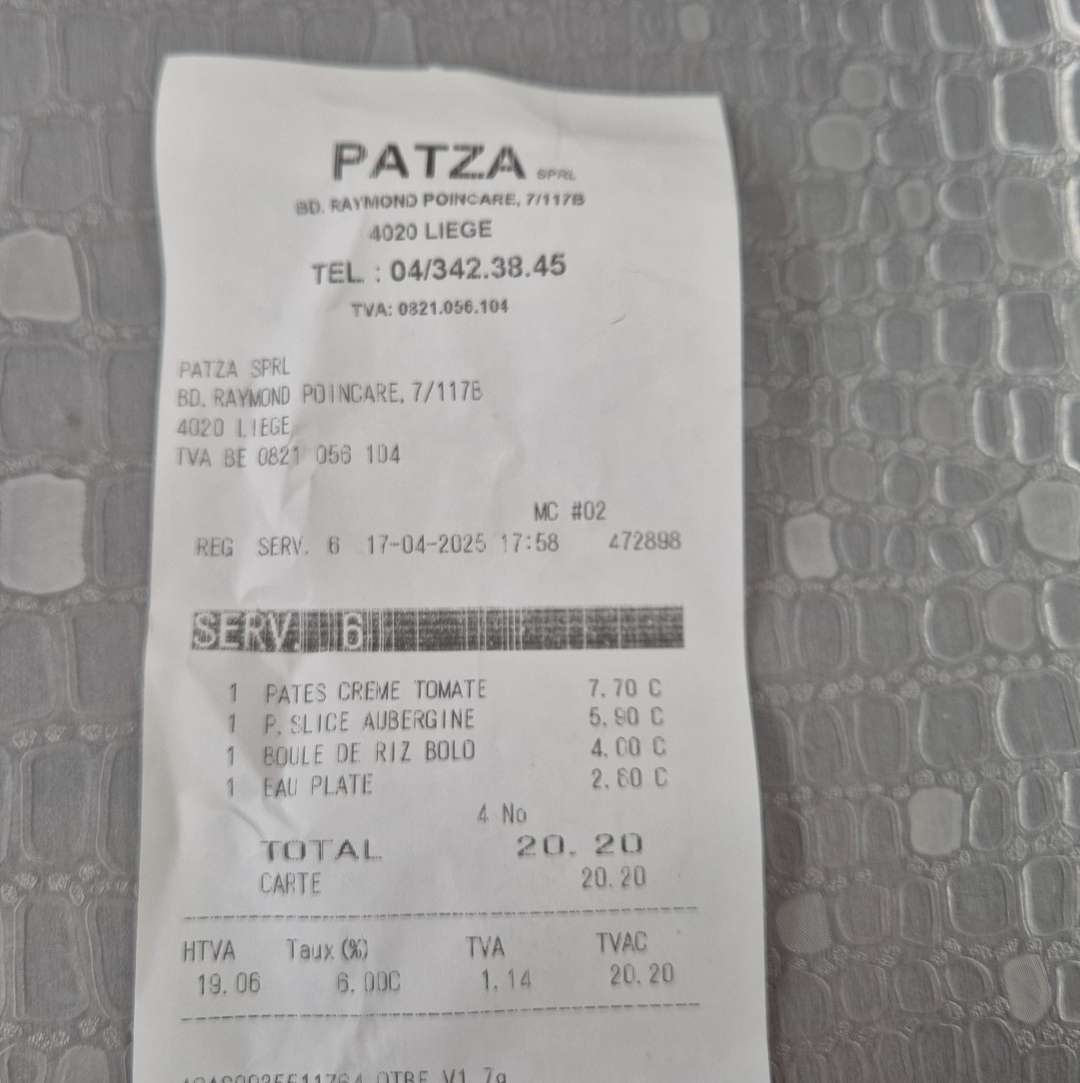 PATZA SPRL
BD. RAYMOND POINCARE, 7/117B
4020 LIEGE
TEL. : 04/342.38.45
TVA: 0821.056.104
PATZA SPRL
BD. RAYMOND POINCARE, 7/117B
4020 LIEGE
TVA BE 0821 056 104
MC #02
REG SERV. 6 17-04-2025 17:58 472898
SERV. 6
1 PATES CREME TOMATE 7.70 C
1 P. SLICE AUBERGINE 5.90 C
1 BOULE DE RIZ BOLO 4.00 C
1 EAU PLATE 2.60 C
4 No
TOTAL 20.20
CARTE 20.20
HTVA Taux (%) TVA TVAC
19.06 6.00C 1.14 20.20